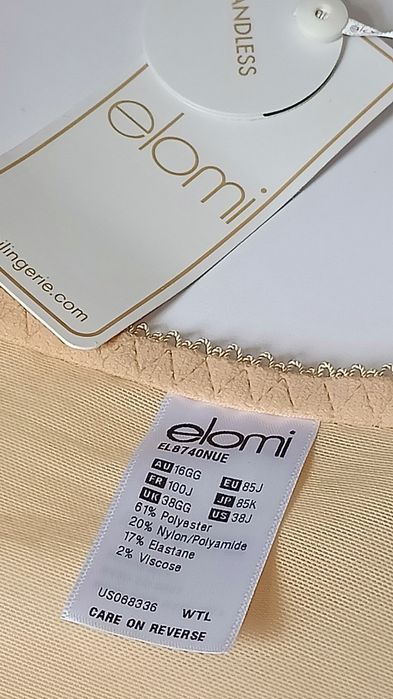 ANDLESS
elomi
lingerie.com
elomi
EL8740NUE
AU 16GG EU 85J
FR 100J JP 85K
UK 38GG US 38J
61% Polyester
20% Nylon/Polyamide
17% Elastane
2% Viscose
US068336 WTL
CARE ON REVERSE